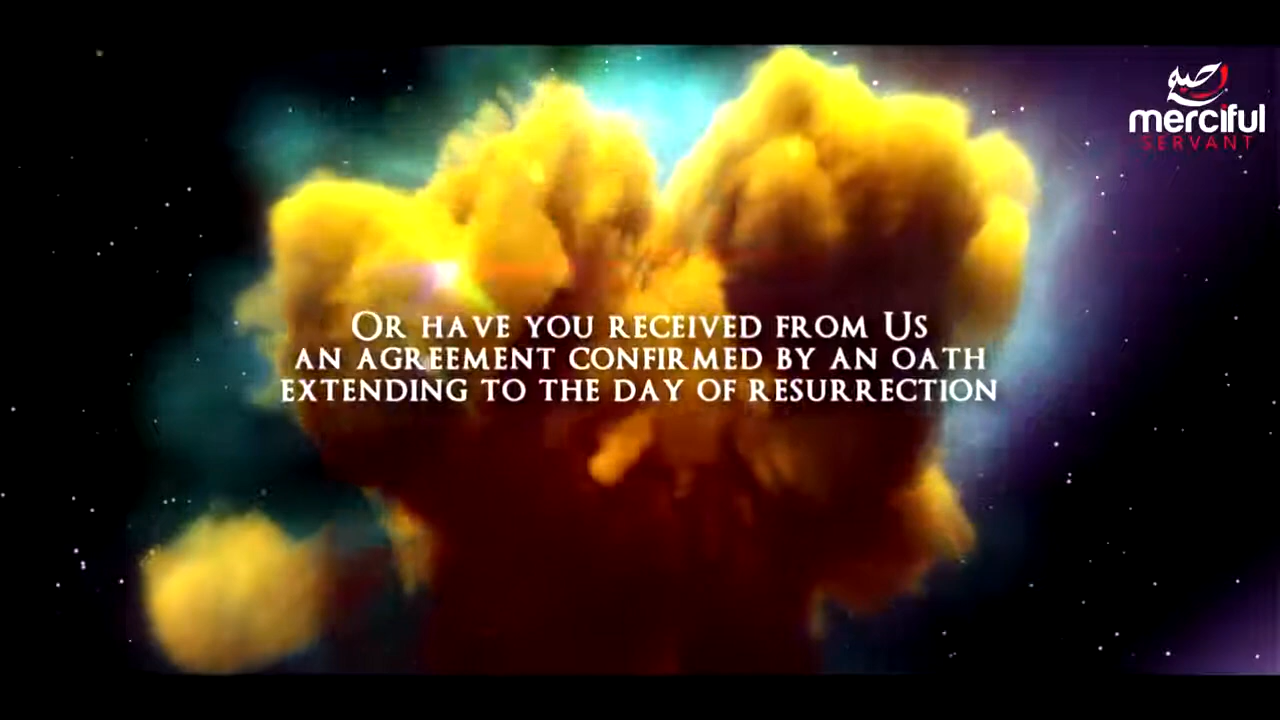 merciful
SERVANT
Or have you received from Us
an agreement confirmed by an oath
extending to the day of resurrection